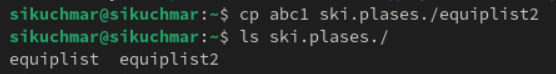 sikuchmar@sikuchmar:~$ cp abc1 ski.plases./equiplist2
sikuchmar@sikuchmar:~$ ls ski.plases./
equiplist  equiplist2